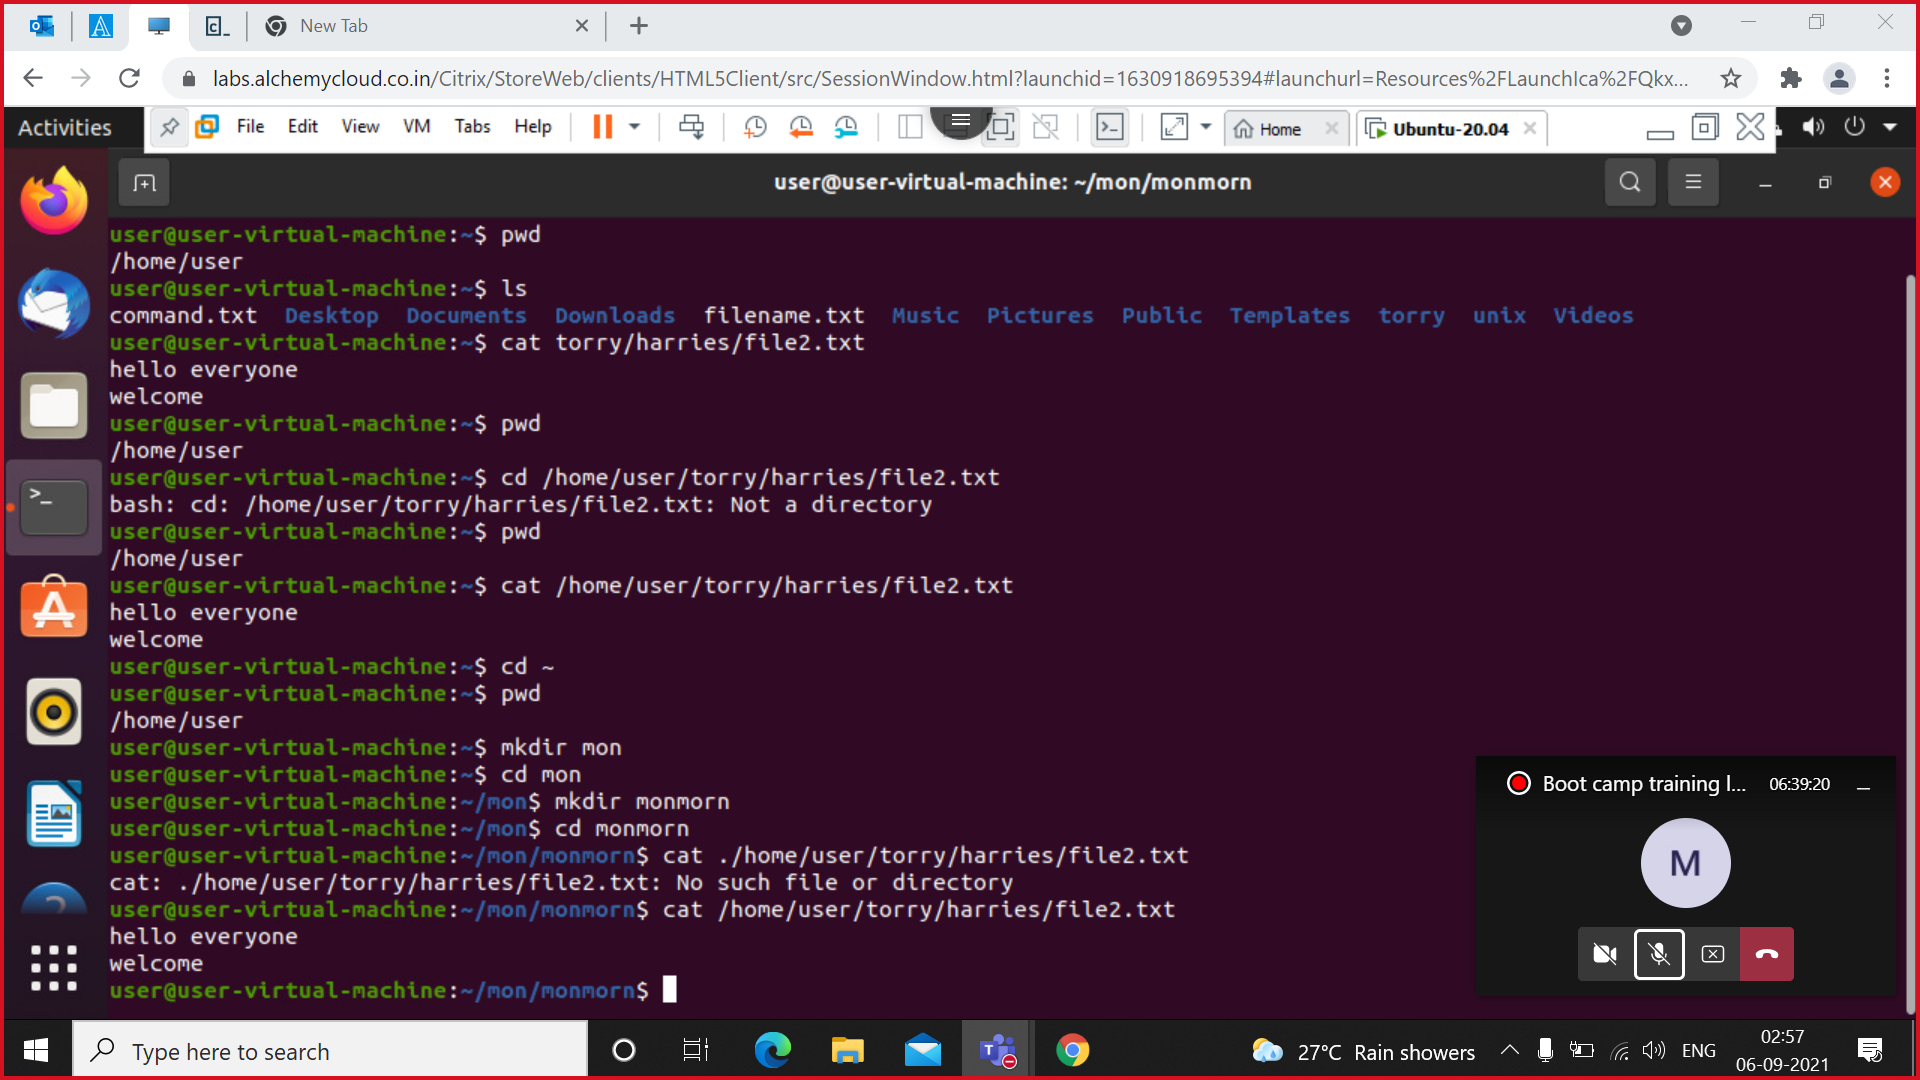 New Tab
labs.alchemycloud.co.in/Citrix/StoreWeb/clients/HTML5Client/src/SessionWindow.html?launchid=1630918695394#launchurl=Resources%2FLaunchIca%2FQkx...
Activities File Edit View VM Tabs Help Home Ubuntu-20.04
user@user-virtual-machine: ~/mon/monmorn
user@user-virtual-machine:~$ pwd
/home/user
user@user-virtual-machine:~$ ls
command.txt Desktop Documents Downloads filename.txt Music Pictures Public Templates torry unix Videos
user@user-virtual-machine:~$ cat torry/harries/file2.txt
hello everyone
welcome
user@user-virtual-machine:~$ pwd
/home/user
user@user-virtual-machine:~$ cd /home/user/torry/harries/file2.txt
bash: cd: /home/user/torry/harries/file2.txt: Not a directory
user@user-virtual-machine:~$ pwd
/home/user
user@user-virtual-machine:~$ cat /home/user/torry/harries/file2.txt
hello everyone
welcome
user@user-virtual-machine:~$ cd ~
user@user-virtual-machine:~$ pwd
/home/user
user@user-virtual-machine:~$ mkdir mon
user@user-virtual-machine:~$ cd mon
user@user-virtual-machine:~/mon$ mkdir monmorn
user@user-virtual-machine:~/mon$ cd monmorn
user@user-virtual-machine:~/mon/monmorn$ cat ./home/user/torry/harries/file2.txt
cat: ./home/user/torry/harries/file2.txt: No such file or directory
user@user-virtual-machine:~/mon/monmorn$ cat /home/user/torry/harries/file2.txt
hello everyone
welcome
user@user-virtual-machine:~/mon/monmorn$
Boot camp training l... 06:39:20
M
Type here to search
27°C Rain showers
ENG
02:57
06-09-2021